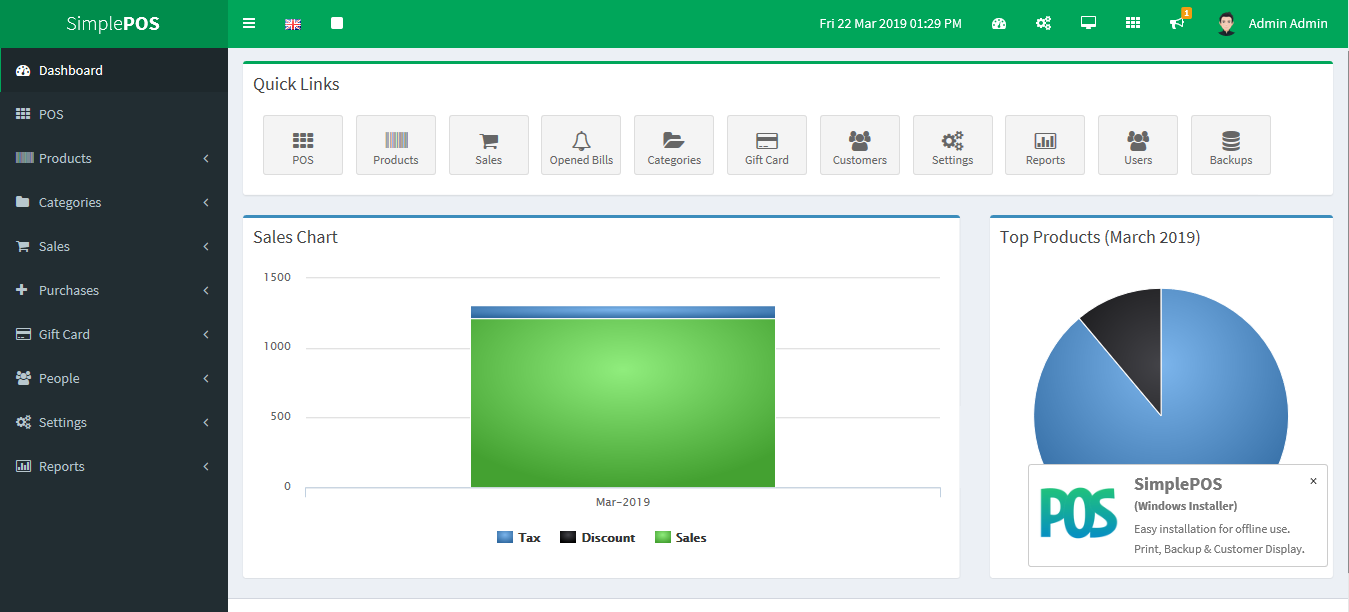 SimplePOS
Fri 22 Mar 2019 01:29 PM
1
Admin Admin
Dashboard
POS
Products
Categories
Sales
Purchases
Gift Card
People
Settings
Reports
Quick Links
POS
Products
Sales
Opened Bills
Categories
Gift Card
Customers
Settings
Reports
Users
Backups
Sales Chart
1500
1000
500
0
Mar-2019
Tax
Discount
Sales
Top Products (March 2019)
POS
SimplePOS
×
(Windows Installer)
Easy installation for offline use.
Print, Backup & Customer Display.